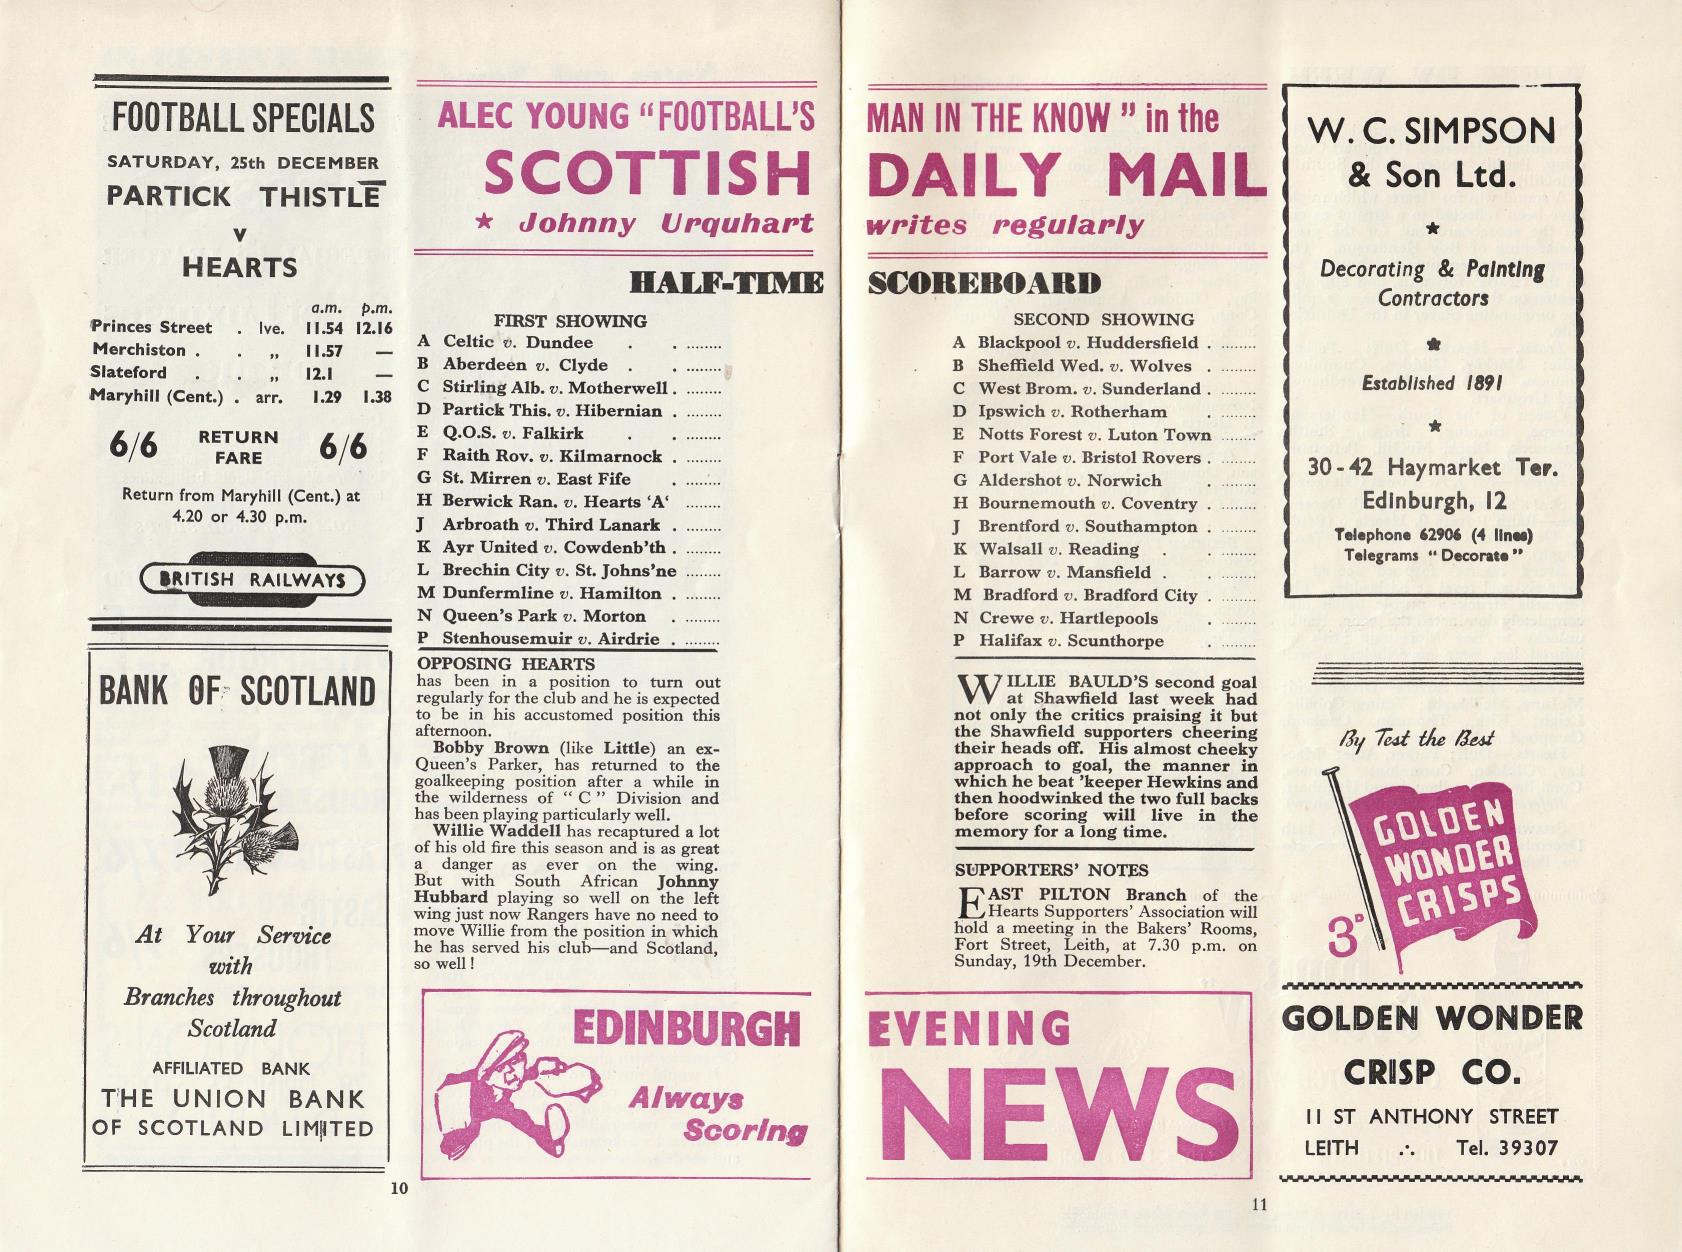 FOOTBALL SPECIALS
SATURDAY, 25th DECEMBER
PARTICK THISTLE
v
HEARTS
a.m. p.m.
Princes Street . lve. 11.54 12.16
Merchiston . . „ 11.57 —
Slateford . . „ 12.1 —
Maryhill (Cent.) . arr. 1.29 1.38
6/6 RETURN FARE 6/6
Return from Maryhill (Cent.) at
4.20 or 4.30 p.m.
BRITISH RAILWAYS
BANK OF SCOTLAND
At Your Service
with
Branches throughout
Scotland
AFFILIATED BANK
THE UNION BANK
OF SCOTLAND LIMITED
10
ALEC YOUNG "FOOTBALL'S MAN IN THE KNOW" in the
SCOTTISH DAILY MAIL
★ Johnny Urquhart writes regularly
HALF-TIME SCOREBOARD
FIRST SHOWING
A Celtic v. Dundee . . ........
B Aberdeen v. Clyde . . ........
C Stirling Alb. v. Motherwell . ........
D Partick This. v. Hibernian . ........
E Q.O.S. v. Falkirk . . ........
F Raith Rov. v. Kilmarnock . ........
G St. Mirren v. East Fife . ........
H Berwick Ran. v. Hearts 'A' ........
J Arbroath v. Third Lanark . ........
K Ayr United v. Cowdenb'th . ........
L Brechin City v. St. Johns'ne ........
M Dunfermline v. Hamilton . ........
N Queen's Park v. Morton . ........
P Stenhousemuir v. Airdrie . ........
OPPOSING HEARTS
has been in a position to turn out
regularly for the club and he is expected
to be in his accustomed position this
afternoon.
Bobby Brown (like Little) an ex-
Queen's Parker, has returned to the
goalkeeping position after a while in
the wilderness of "C" Division and
has been playing particularly well.
Willie Waddell has recaptured a lot
of his old fire this season and is as great
a danger as ever on the wing.
But with South African Johnny
Hubbard playing so well on the left
wing just now Rangers have no need to
move Willie from the position in which
he has served his club—and Scotland,
so well!
SECOND SHOWING
A Blackpool v. Huddersfield . ........
B Sheffield Wed. v. Wolves . ........
C West Brom. v. Sunderland . ........
D Ipswich v. Rotherham . ........
E Notts Forest v. Luton Town ........
F Port Vale v. Bristol Rovers . ........
G Aldershot v. Norwich . ........
H Bournemouth v. Coventry . ........
J Brentford v. Southampton . ........
K Walsall v. Reading . . ........
L Barrow v. Mansfield . . ........
M Bradford v. Bradford City . ........
N Crewe v. Hartlepools . ........
P Halifax v. Scunthorpe . ........
WILLIE BAULD'S second goal
at Shawfield last week had
not only the critics praising it but
the Shawfield supporters cheering
their heads off. His almost cheeky
approach to goal, the manner in
which he beat 'keeper Hewkins and
then hoodwinked the two full backs
before scoring will live in the
memory for a long time.
SUPPORTERS' NOTES
EAST PILTON Branch of the
Hearts Supporters' Association will
hold a meeting in the Bakers' Rooms,
Fort Street, Leith, at 7.30 p.m. on
Sunday, 19th December.
EDINBURGH EVENING
Always
Scoring
NEWS
W. C. SIMPSON
& Son Ltd.
★
Decorating & Painting
Contractors
★
Established 1891
★
30-42 Haymarket Ter.
Edinburgh, 12
Telephone 62906 (4 lines)
Telegrams "Decorate"
By Test the Best
GOLDEN
WONDER
CRISPS
3D
GOLDEN WONDER
CRISP CO.
11 ST ANTHONY STREET
LEITH ∴ Tel. 39307
11